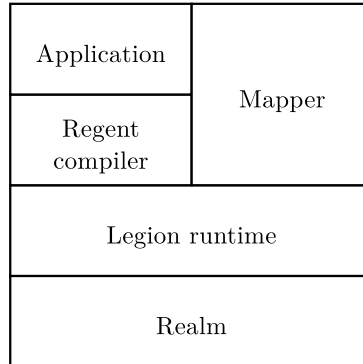 Application
Mapper
Regent
compiler
Legion runtime
Realm